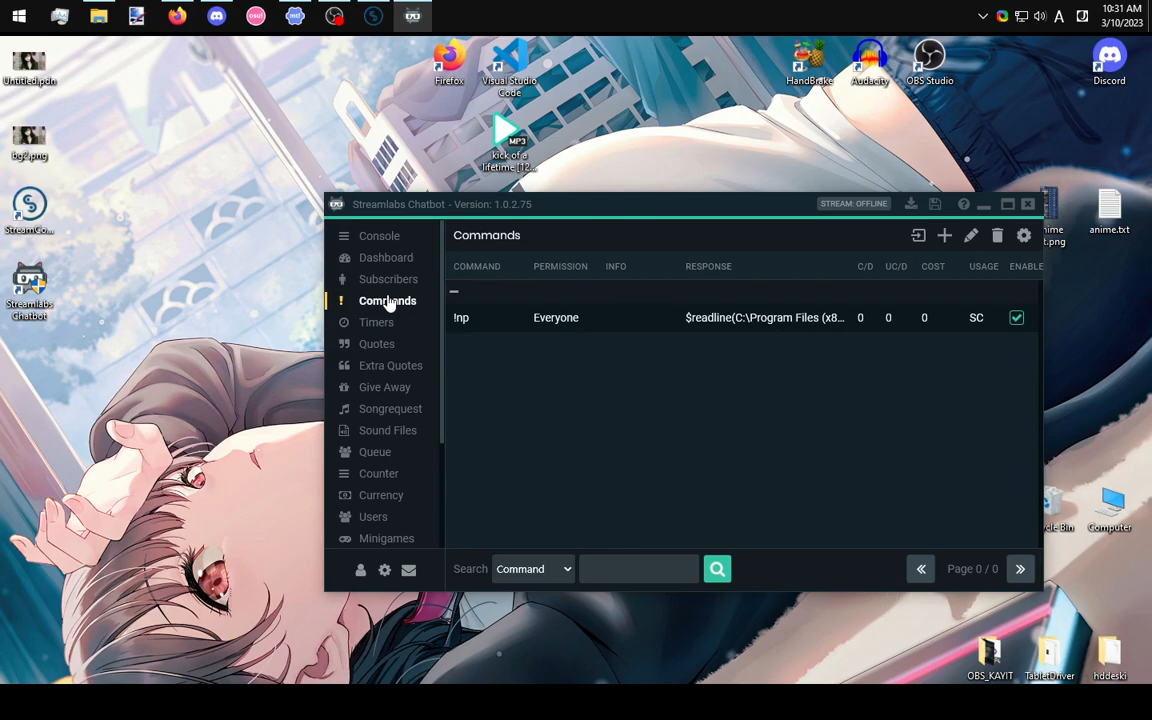 10:31 AM
A
3/10/2023
Untitled.pdn
Firefox
Visual Studio
Code
HandBrake
Audacity
OBS Studio
Discord
MP3
bg2.png
kick of a
lifetime [12...
Streamlabs Chatbot - Version: 1.0.2.75
STREAM: OFFLINE
StreamCo...
anime.txt
Console
Commands
Dashboard
COMMAND
PERMISSION
INFO
RESPONSE
C/D
UC/D
COST
USAGE
ENABLE
Subscribers
Streamlabs
Chatbot
Commands
!np
Everyone
$readline(C:\Program Files (x8...
0
0
0
SC
Timers
Quotes
Extra Quotes
Give Away
Songrequest
Sound Files
Queue
Counter
Currency
Users
Computer
Minigames
Search
Command
Page 0 / 0
OBS_KAYIT
TabletDriver
hddeski